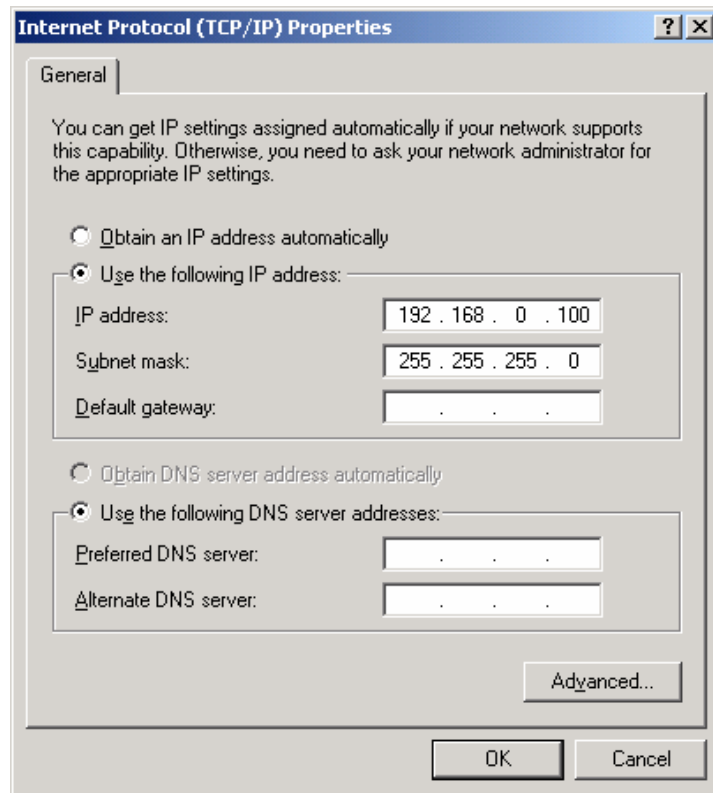 Internet Protocol (TCP/IP) Properties
General
You can get IP settings assigned automatically if your network supports
this capability. Otherwise, you need to ask your network administrator for
the appropriate IP settings.
Obtain an IP address automatically
Use the following IP address:
IP address: 192 . 168 . 0 . 100
Subnet mask: 255 . 255 . 255 . 0
Default gateway: . . .
Obtain DNS server address automatically
Use the following DNS server addresses:
Preferred DNS server: . . .
Alternate DNS server: . . .
Advanced...
OK Cancel